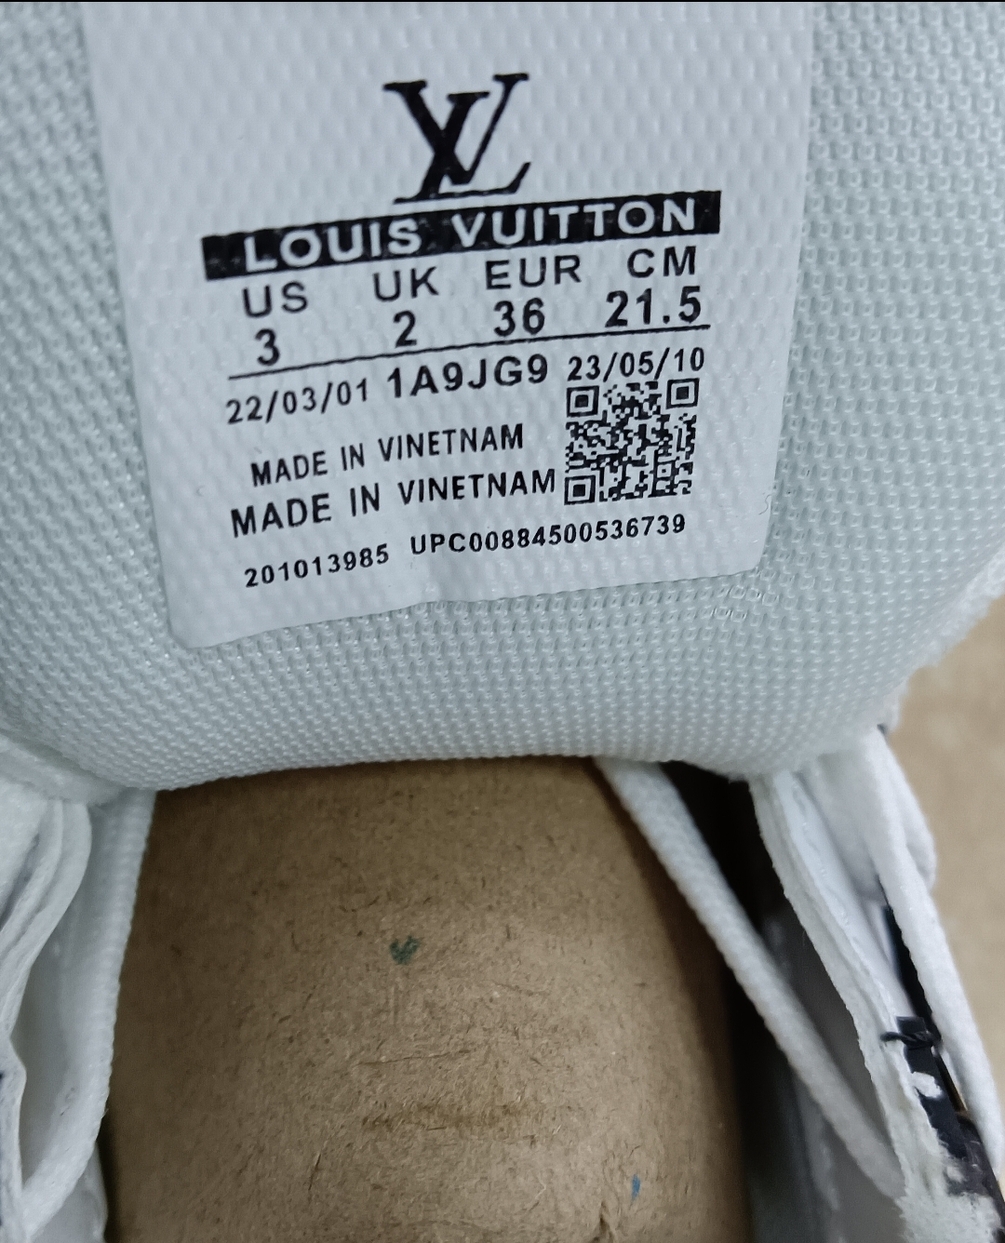 LV
LOUIS VUITTON
US UK EUR CM
3 2 36 21.5
22/03/01 1A9JG9 23/05/10
MADE IN VINETNAM
MADE IN VINETNAM
201013985 UPC00884500536739